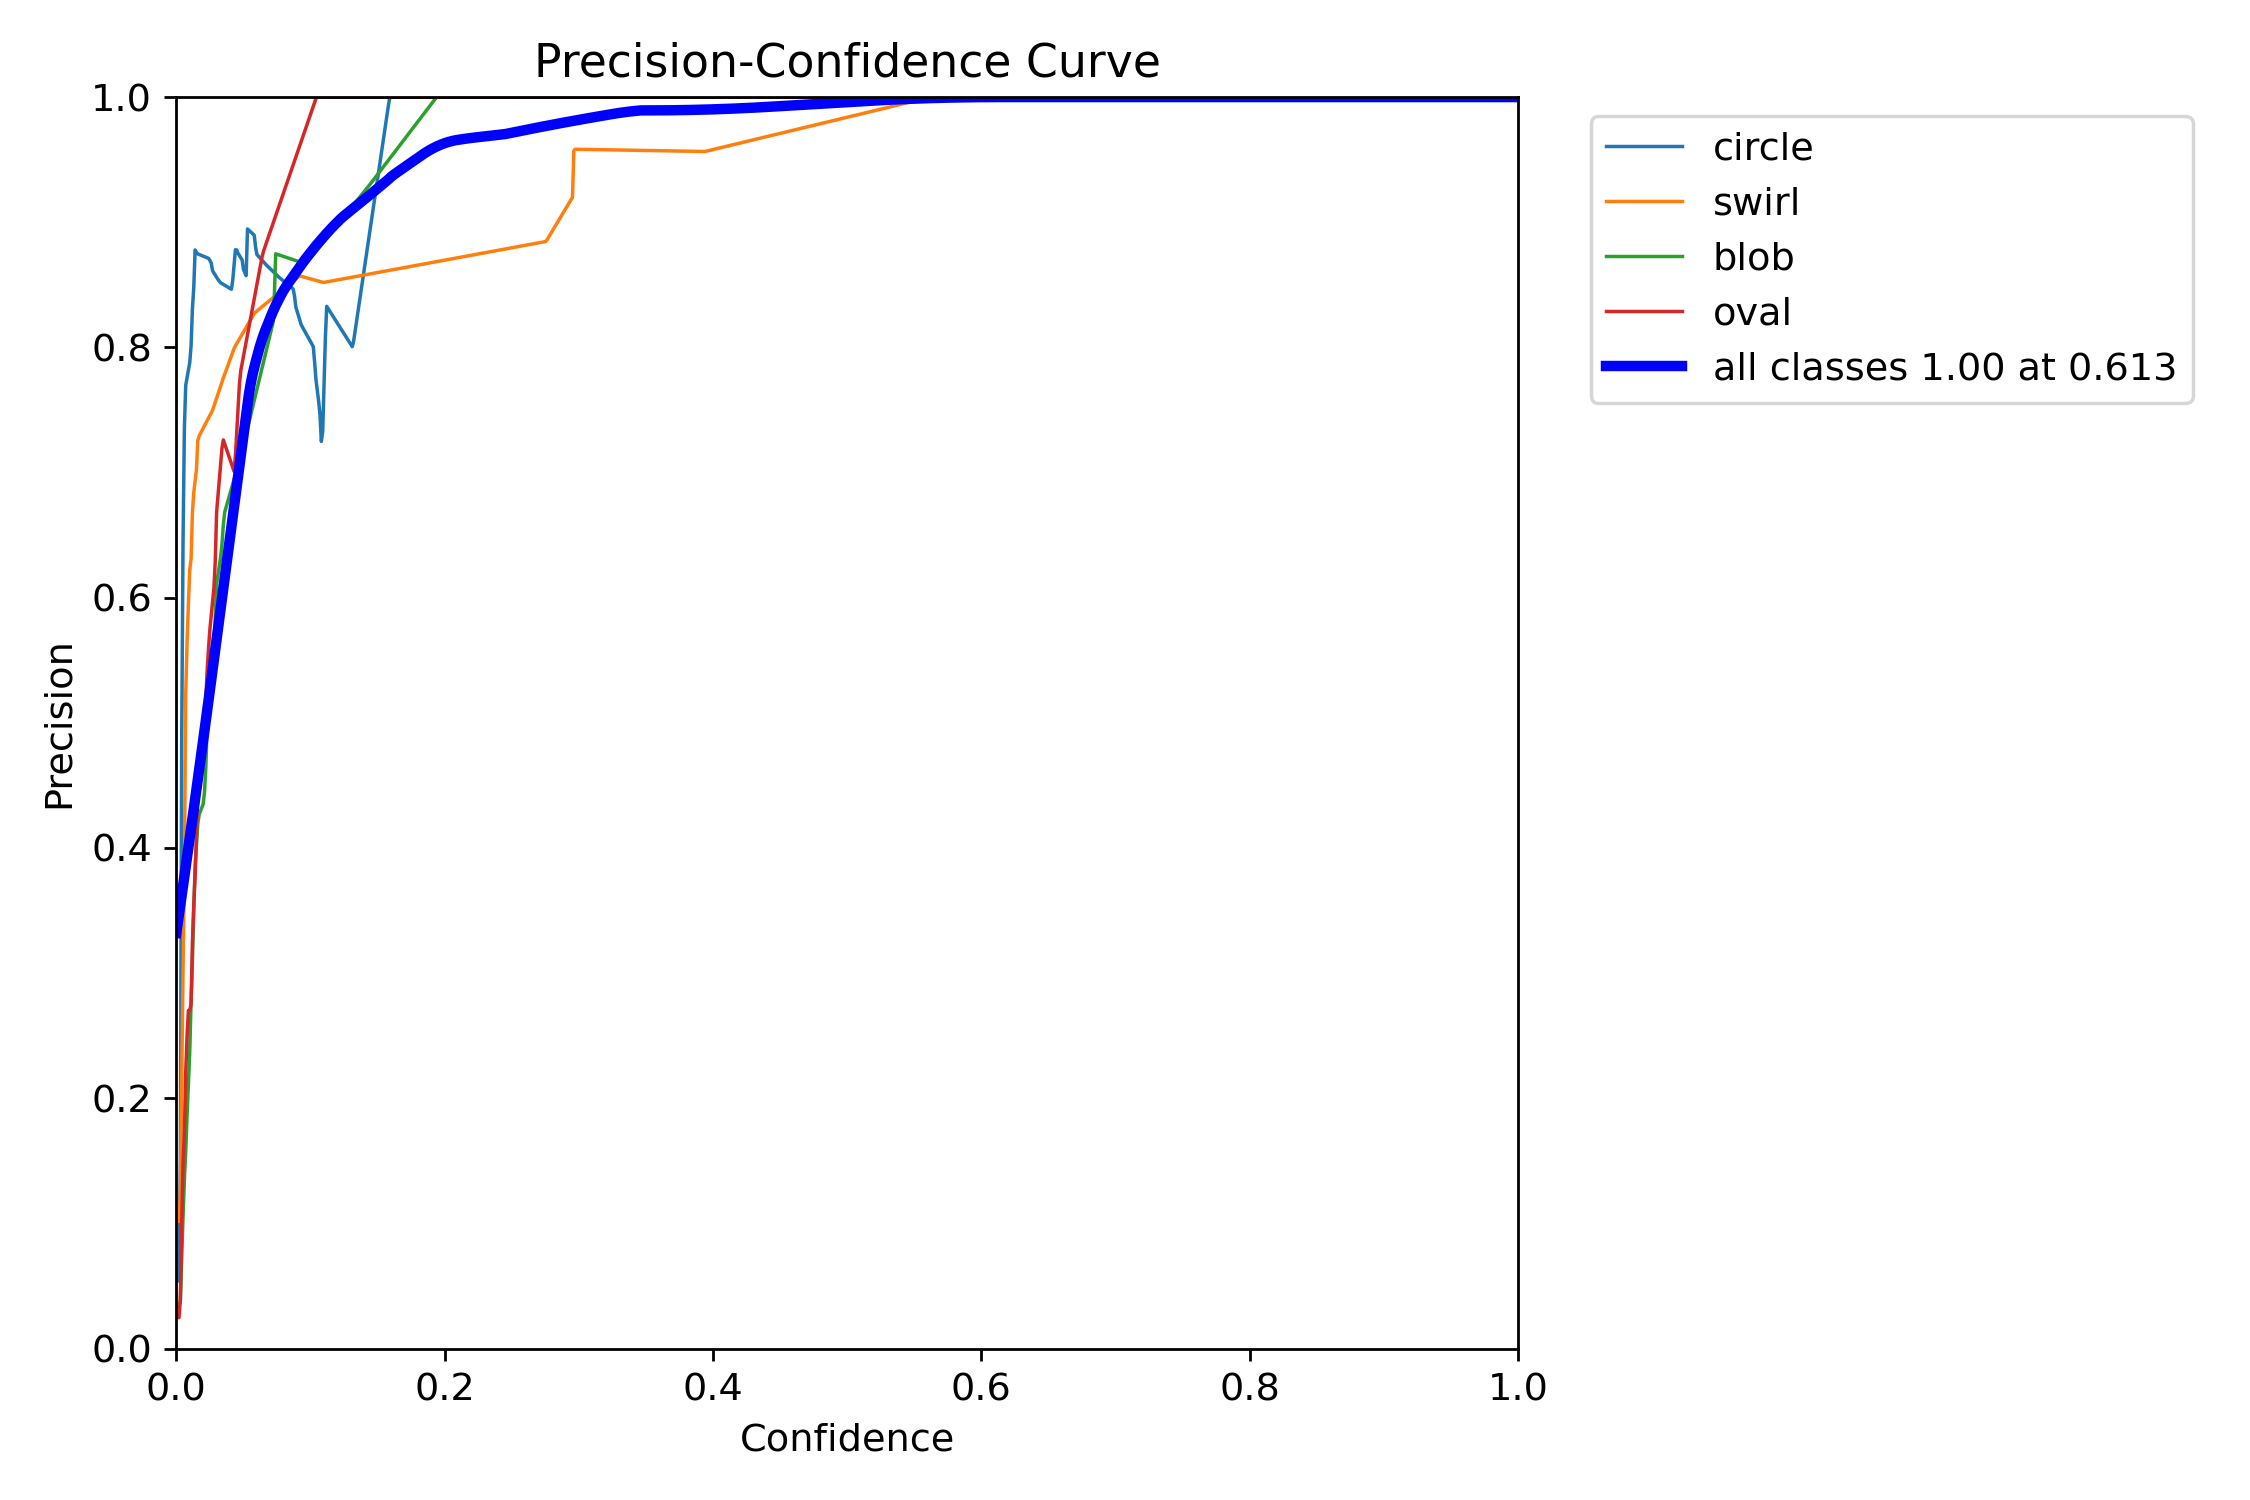 Precision-Confidence Curve
1.0
0.8
0.6
0.4
0.2
0.0
Precision
0.0 0.2 0.4 0.6 0.8 1.0
Confidence
circle
swirl
blob
oval
all classes 1.00 at 0.613